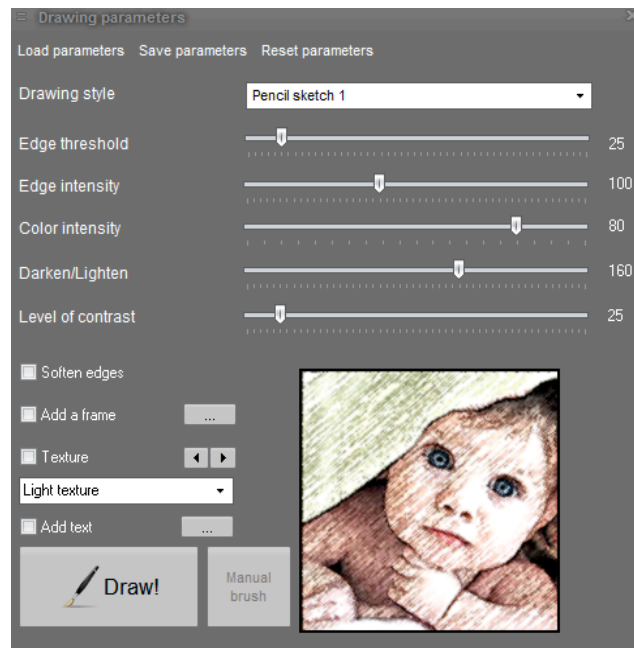 Drawing parameters
Load parameters Save parameters Reset parameters
Drawing style Pencil sketch 1
Edge threshold 25
Edge intensity 100
Color intensity 80
Darken/Lighten 160
Level of contrast 25
Soften edges
Add a frame ...
Texture
Light texture
Add text ...
Draw!
Manual
brush